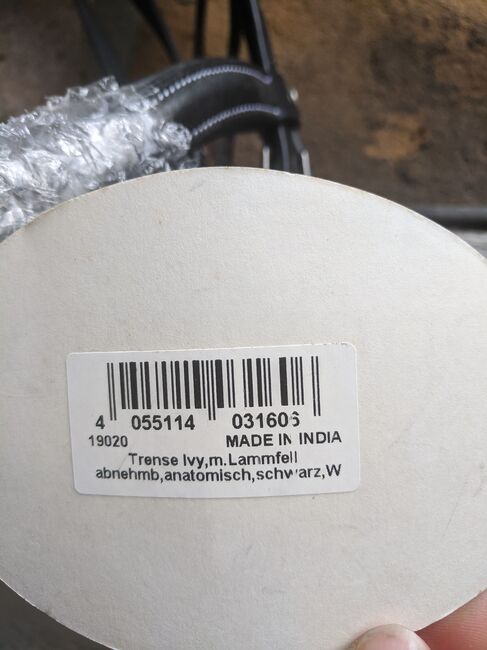 4 055114 031606
19020 MADE IN INDIA
Trense Ivy,m.Lammfell
abnehmb,anatomisch,schwarz,W